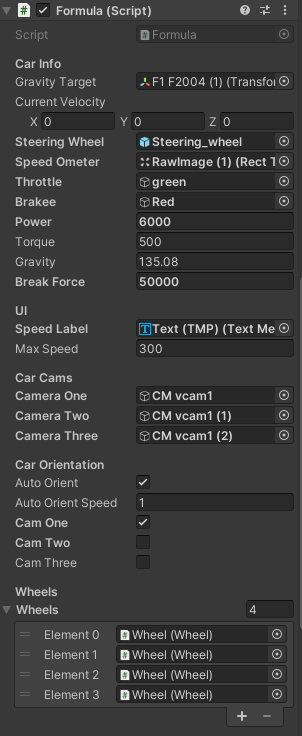 Formula (Script)
Script Formula
Car Info
Gravity Target F1 F2004 (1) (Transfor
Current Velocity
X 0 Y 0 Z 0
Steering Wheel Steering_wheel
Speed Ometer RawImage (1) (Rect T
Throttle green
Brakee Red
Power 6000
Torque 500
Gravity 135.08
Break Force 50000
UI
Speed Label Text (TMP) (Text Me
Max Speed 300
Car Cams
Camera One CM vcam1
Camera Two CM vcam1 (1)
Camera Three CM vcam1 (2)
Car Orientation
Auto Orient
Auto Orient Speed 1
Cam One
Cam Two
Cam Three
Wheels
Wheels 4
Element 0 Wheel (Wheel)
Element 1 Wheel (Wheel)
Element 2 Wheel (Wheel)
Element 3 Wheel (Wheel)